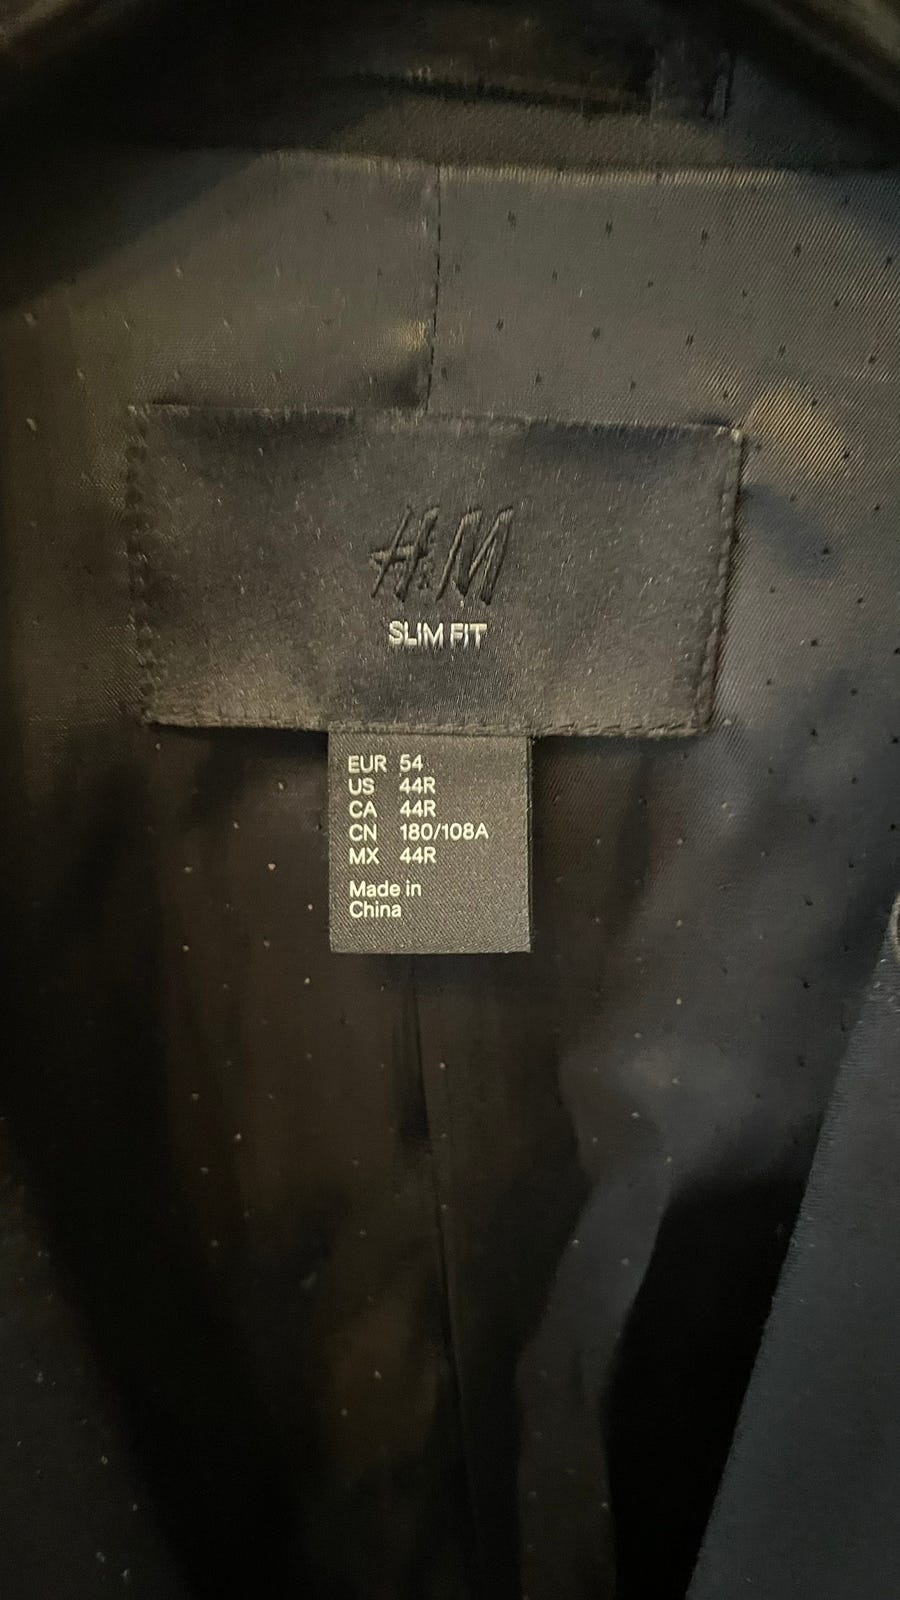 H&M
SLIM FIT
EUR 54
US 44R
CA 44R
CN 180/108A
MX 44R
Made in
China